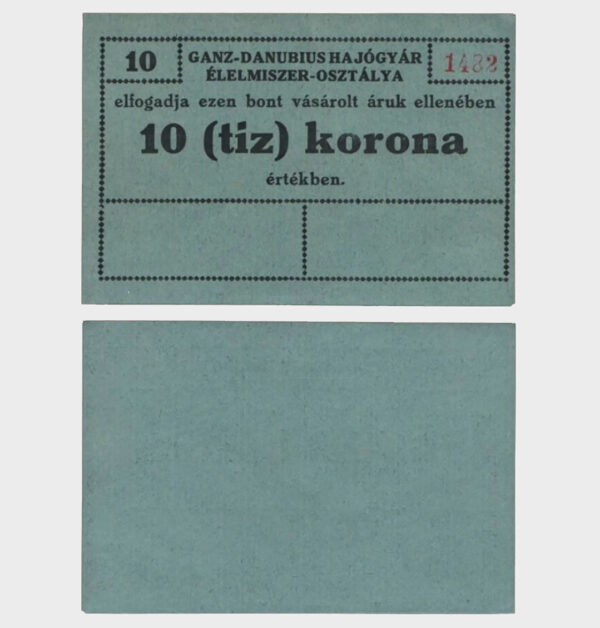 10
GANZ-DANUBIUS HAJÓGYÁR
ÉLELMISZER-OSZTÁLYA
1432
elfogadja ezen bont vásárolt áruk ellenében
10 (tiz) korona
értékben.